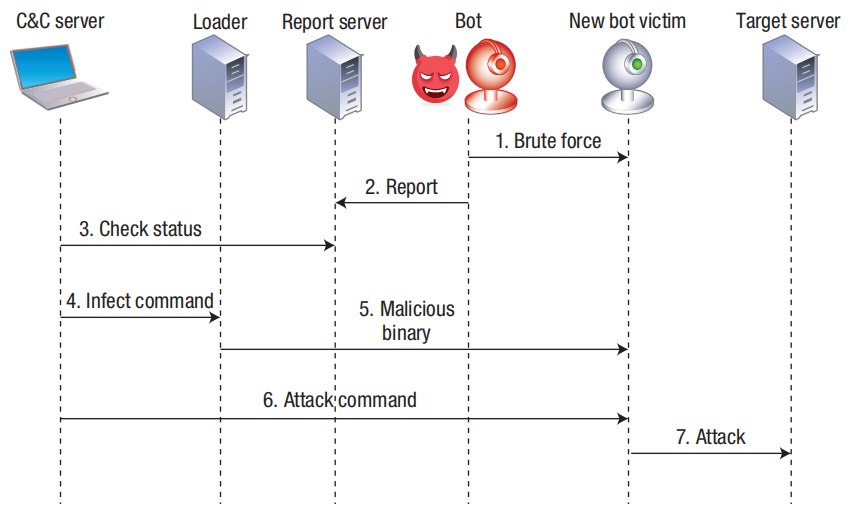 C&C server
Loader
Report server
Bot
New bot victim
Target server
1. Brute force
2. Report
3. Check status
4. Infect command
5. Malicious
binary
6. Attack command
7. Attack